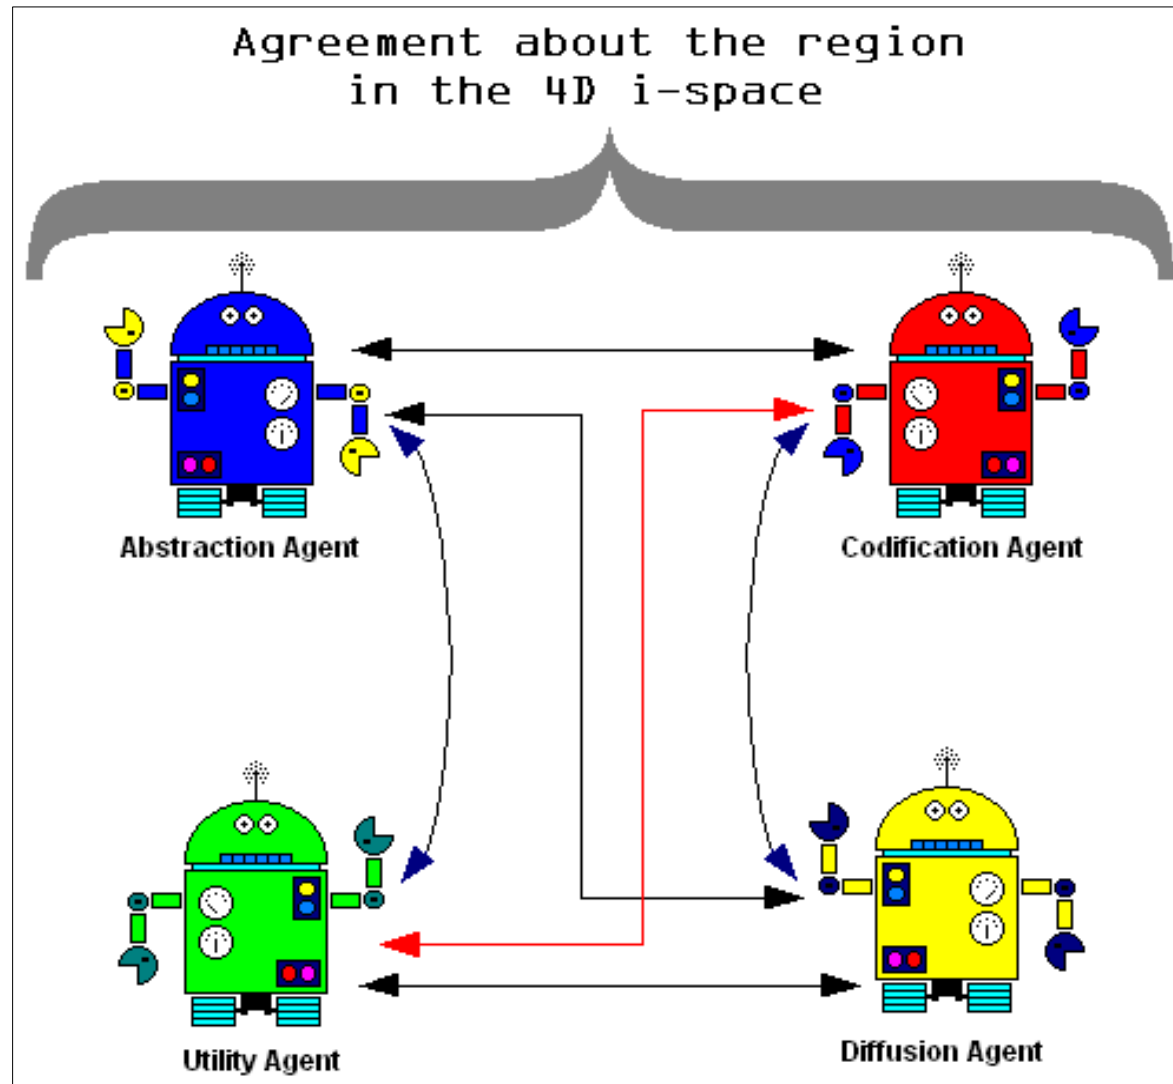 Agreement about the region
in the 4D i-space
Abstraction Agent
Codification Agent
Utility Agent
Diffusion Agent